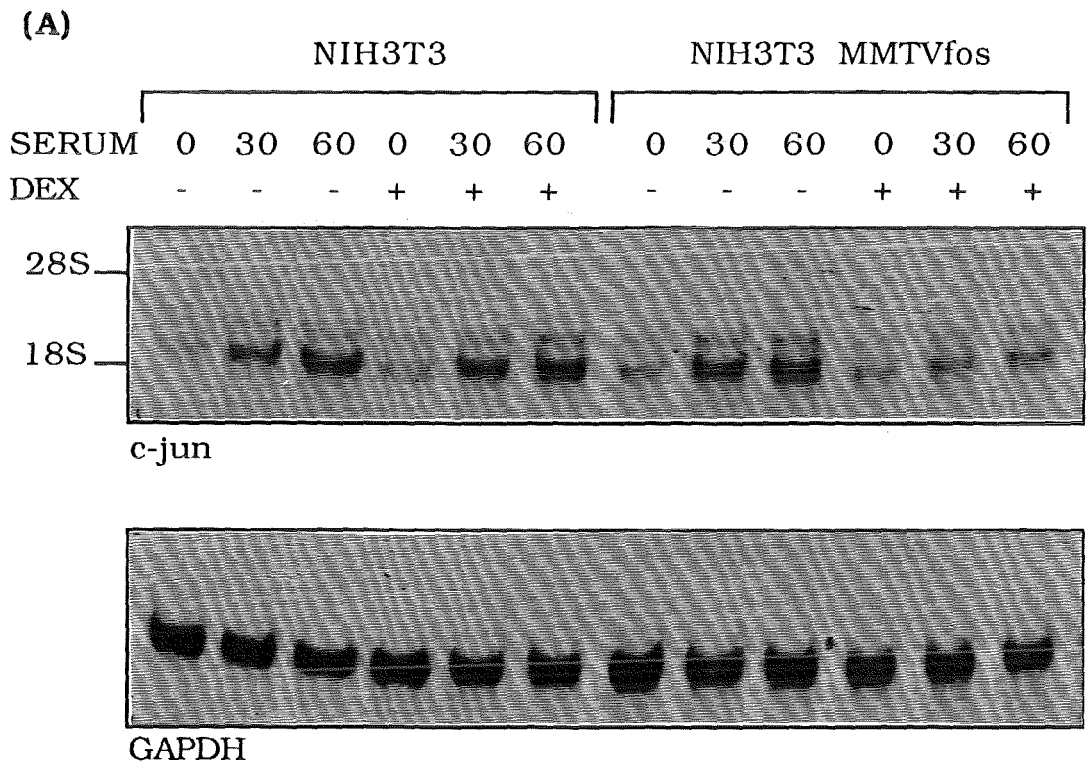 (A)
NIH3T3 NIH3T3 MMTVfos
SERUM 0 30 60 0 30 60 0 30 60 0 30 60
DEX - - - + + + - - - + + +
28S
18S
c-jun
GAPDH